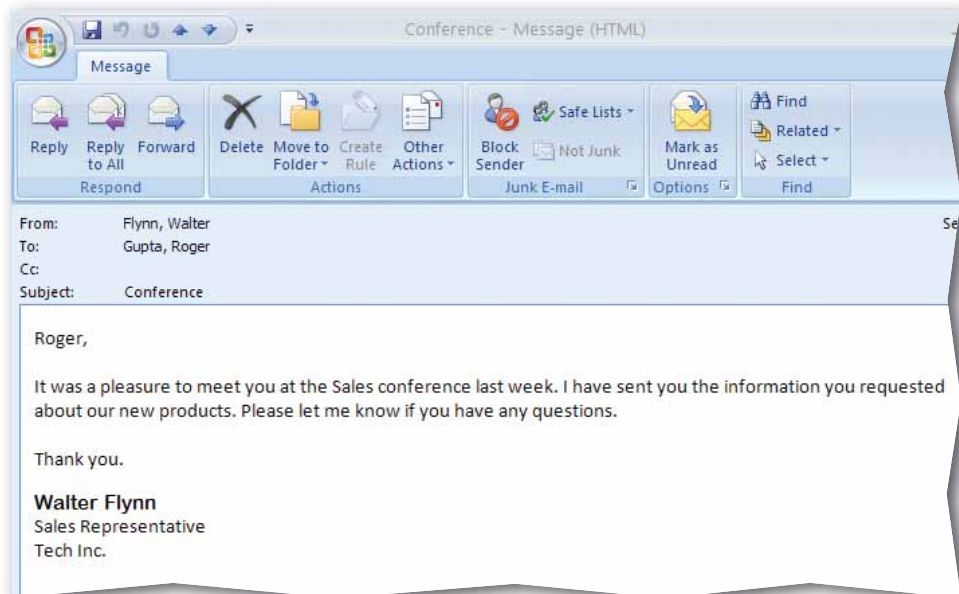 Conference - Message (HTML)
Message
Reply
Reply to All
Forward
Delete
Move to Folder
Create Rule
Other Actions
Block Sender
Safe Lists
Not Junk
Mark as Unread
Find
Related
Select
Respond
Actions
Junk E-mail
Options
Find
From: Flynn, Walter
Se
To: Gupta, Roger
Cc:
Subject: Conference
Roger,
It was a pleasure to meet you at the Sales conference last week. I have sent you the information you requested
about our new products. Please let me know if you have any questions.
Thank you.
Walter Flynn
Sales Representative
Tech Inc.